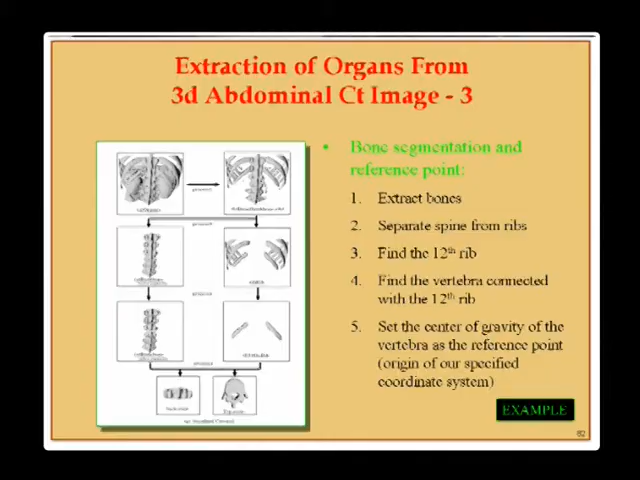 Extraction of Organs From
3d Abdominal Ct Image - 3
• Bone segmentation and
reference point:
1. Extract bones
2. Separate spine from ribs
3. Find the 12th rib
4. Find the vertebra connected
with the 12th rib
5. Set the center of gravity of the
vertebra as the reference point
(origin of our specified
coordinate system)
EXAMPLE
82